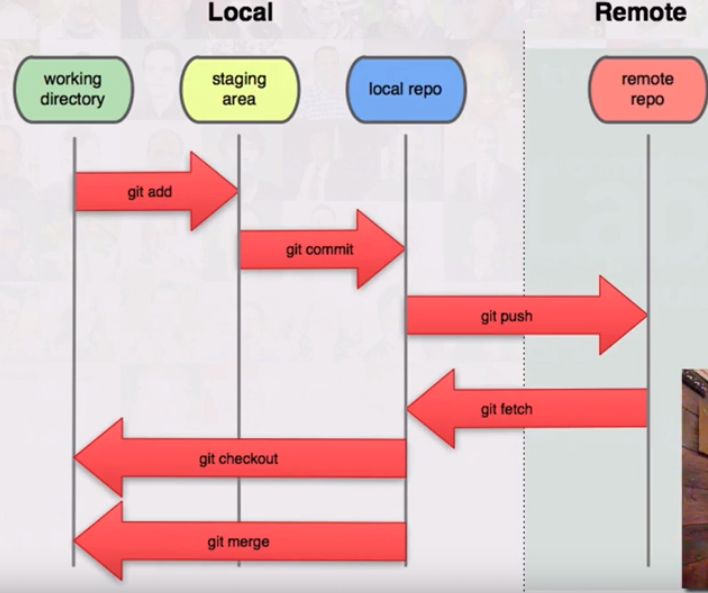 Local
Remote
working
directory
staging
area
local repo
remote
repo
git add
git commit
git push
git fetch
git checkout
git merge